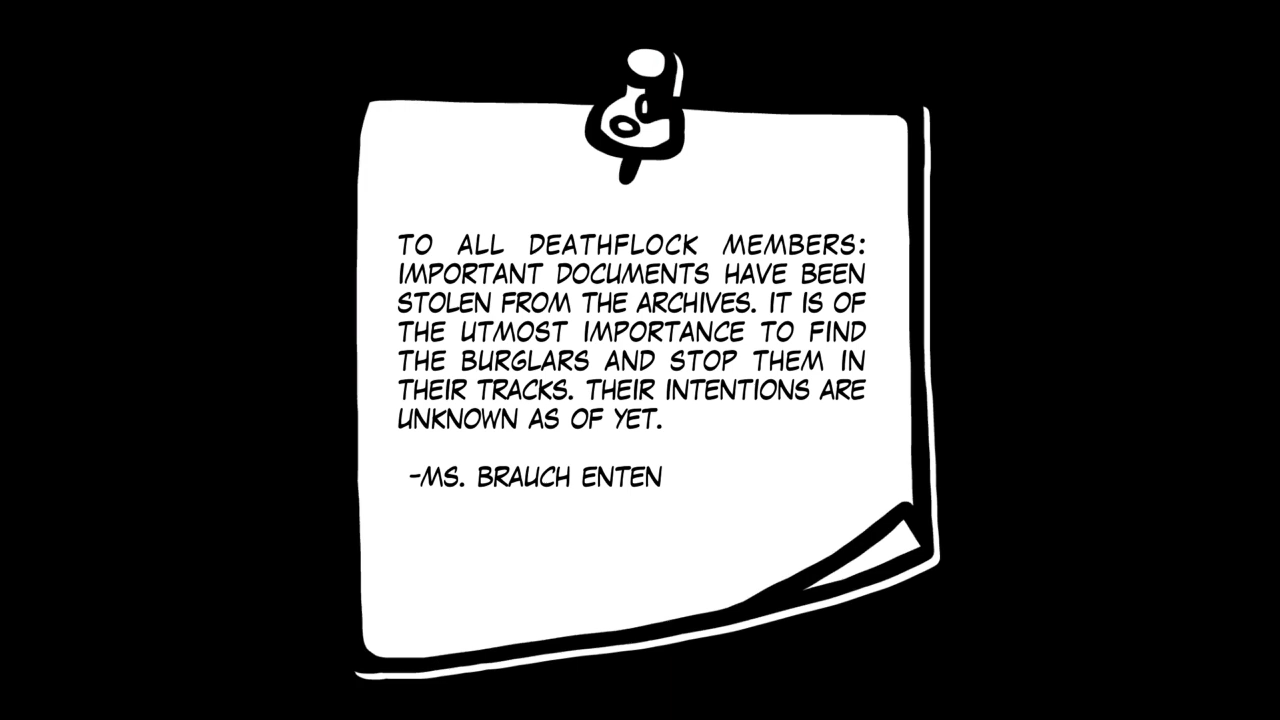 TO ALL DEATHFLOCK MEMBERS:
IMPORTANT DOCUMENTS HAVE BEEN
STOLEN FROM THE ARCHIVES. IT IS OF
THE UTMOST IMPORTANCE TO FIND
THE BURGLARS AND STOP THEM IN
THEIR TRACKS. THEIR INTENTIONS ARE
UNKNOWN AS OF YET.
-MS. BRAUCH ENTEN